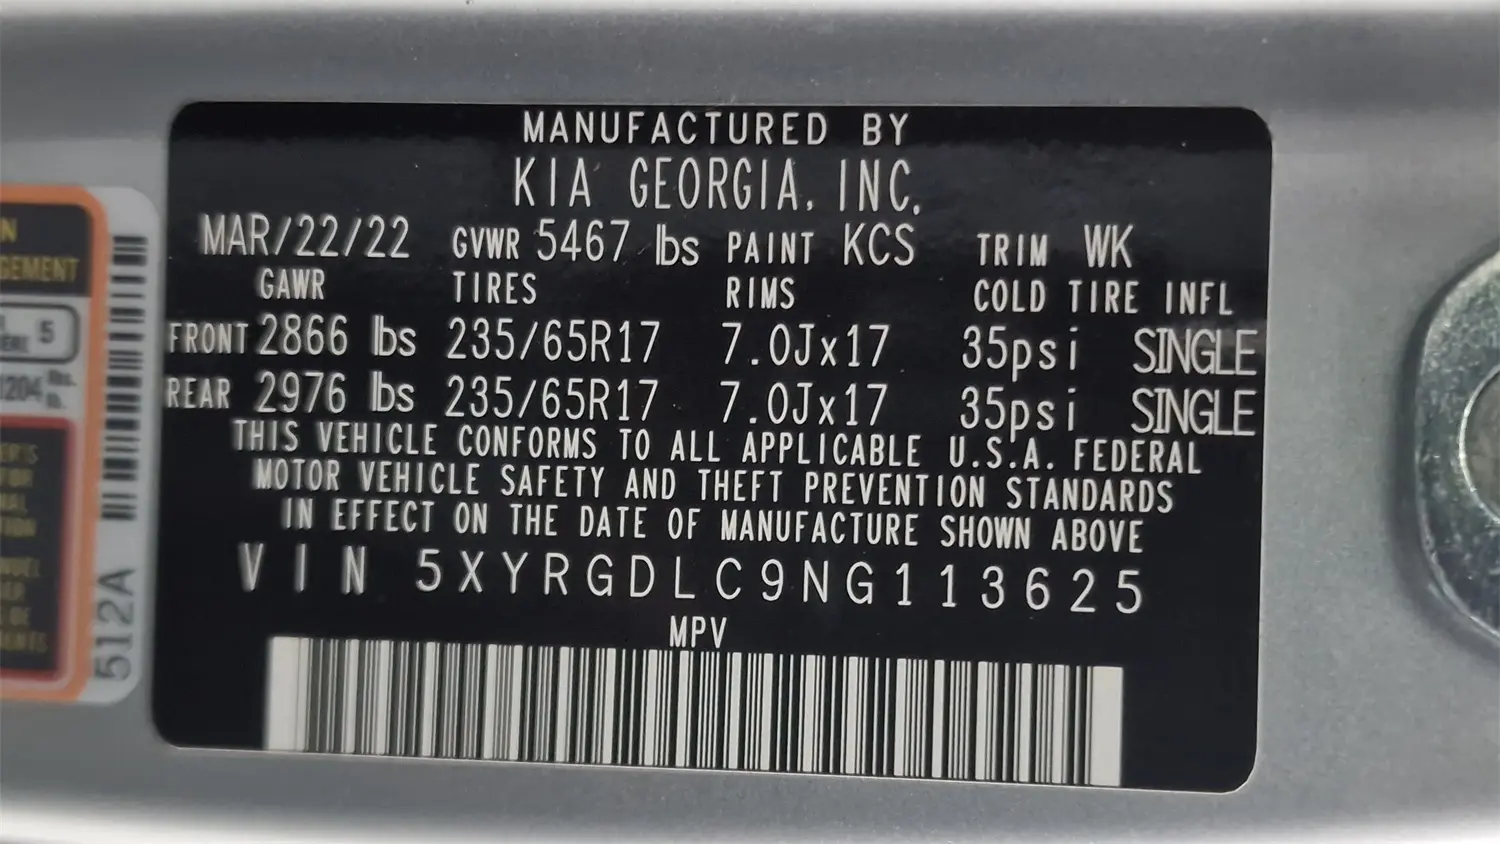 MANUFACTURED BY
KIA GEORGIA, INC.
MAR/22/22 GVWR 5467 lbs PAINT KCS TRIM WK
GAWR TIRES RIMS COLD TIRE INFL
FRONT 2866 lbs 235/65R17 7.0Jx17 35psi SINGLE
REAR 2976 lbs 235/65R17 7.0Jx17 35psi SINGLE
THIS VEHICLE CONFORMS TO ALL APPLICABLE U.S.A. FEDERAL
MOTOR VEHICLE SAFETY AND THEFT PREVENTION STANDARDS
IN EFFECT ON THE DATE OF MANUFACTURE SHOWN ABOVE
VIN 5XYRGDLC9NG113625
MPV
5
lbs.
512A